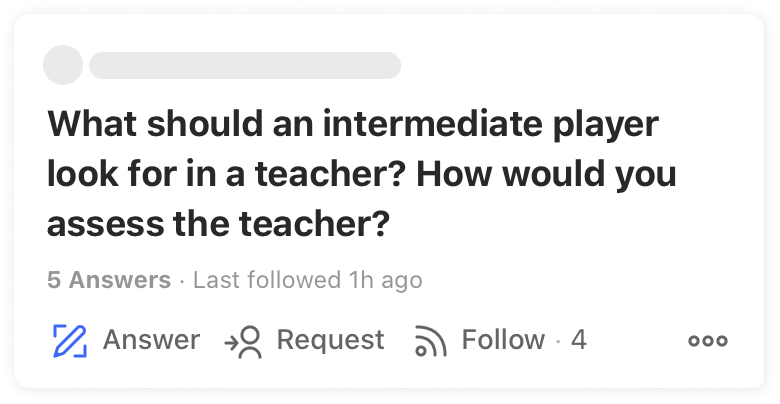 What should an intermediate player
look for in a teacher? How would you
assess the teacher?
5 Answers · Last followed 1h ago
Answer Request Follow · 4